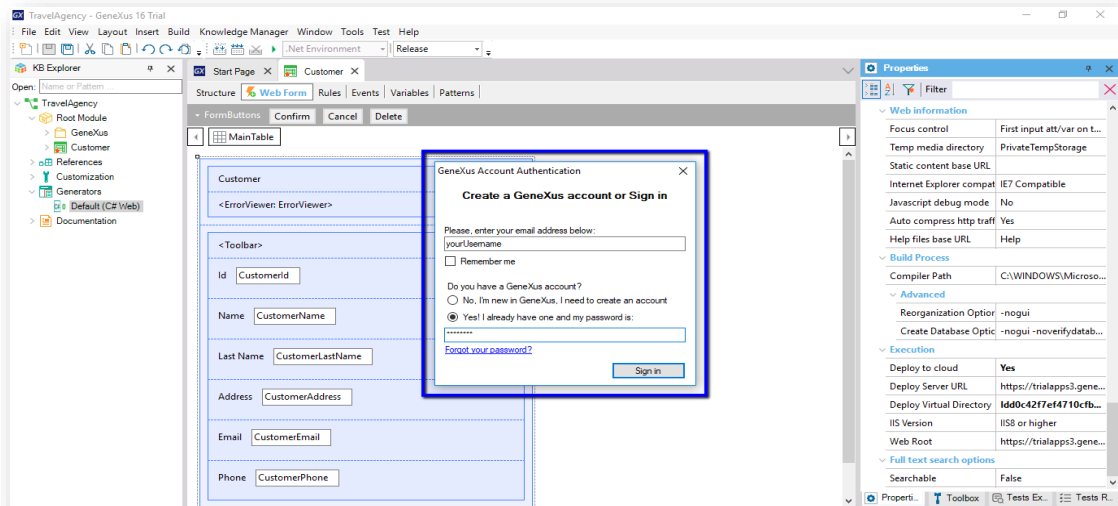 TravelAgency - GeneXus 16 Trial
File Edit View Layout Insert Build Knowledge Manager Window Tools Test Help
.Net Environment Release
KB Explorer
Open: Name or Pattern ...
TravelAgency
Root Module
GeneXus
Customer
References
Customization
Generators
Default (C# Web)
Documentation
Start Page Customer
Structure Web Form Rules Events Variables Patterns
FormButtons Confirm Cancel Delete
MainTable
Customer
<ErrorViewer: ErrorViewer>
<Toolbar>
Id CustomerId
Name CustomerName
Last Name CustomerLastName
Address CustomerAddress
Email CustomerEmail
Phone CustomerPhone
GeneXus Account Authentication
Create a GeneXus account or Sign in
Please, enter your email address below:
yourUsername
Remember me
Do you have a GeneXus account?
No, I'm new in GeneXus, I need to create an account
Yes! I already have one and my password is:
********
Forgot your password?
Sign in
Properties
Filter
Web information
Focus control First input att/var on t...
Temp media directory PrivateTempStorage
Static content base URL
Internet Explorer compat IE7 Compatible
Javascript debug mode No
Auto compress http traff Yes
Help files base URL Help
Build Process
Compiler Path C:\WINDOWS\Microso...
Advanced
Reorganization Option -nogui
Create Database Optic -nogui -noverifydatab...
Execution
Deploy to cloud Yes
Deploy Server URL https://trialapps3.gene...
Deploy Virtual Directory Idd0c42f7ef4710cfb...
IIS Version IIS8 or higher
Web Root https://trialapps3.gene...
Full text search options
Searchable False
Properti... Toolbox Tests Ex... Tests R...